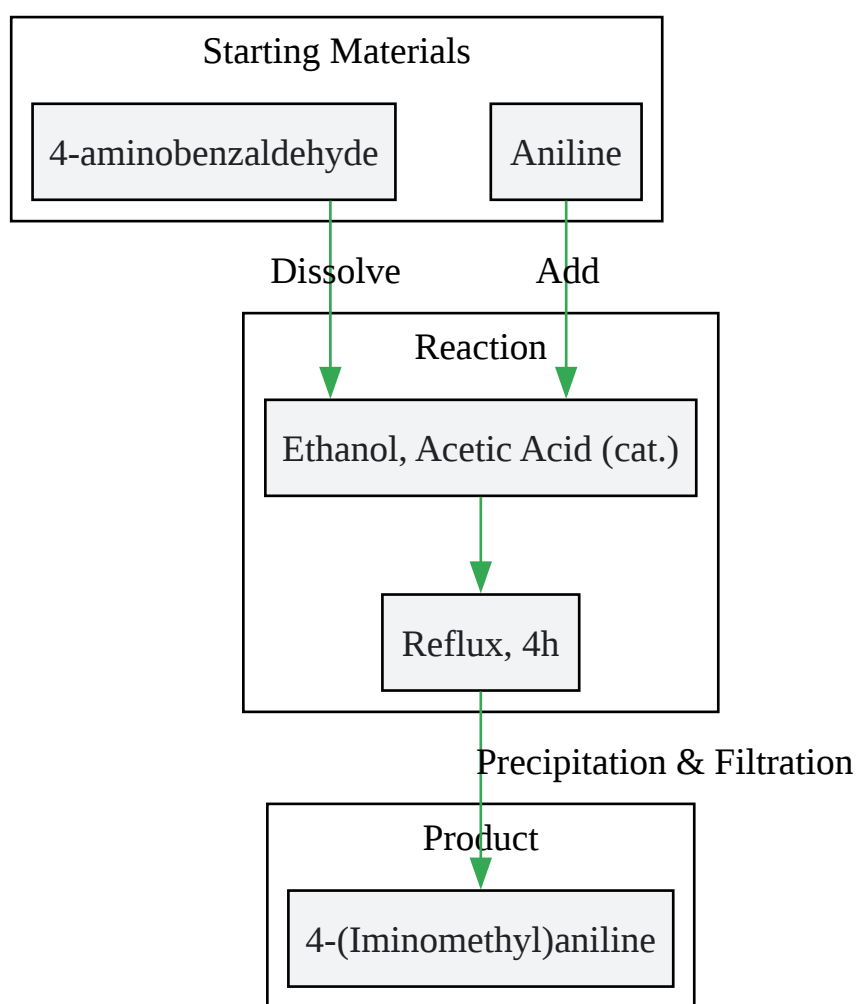 Starting Materials
4-aminobenzaldehyde
Aniline
Dissolve
Add
Reaction
Ethanol, Acetic Acid (cat.)
Reflux, 4h
Precipitation & Filtration
Product
4-(Iminomethyl)aniline